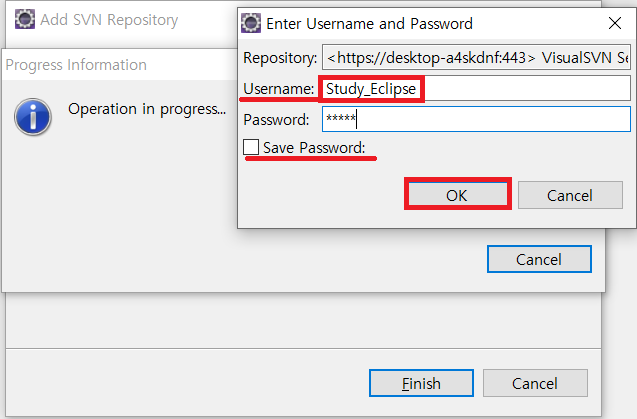 Add SVN Repository
Enter Username and Password
Repository: <https://desktop-a4skdnf:443> VisualSVN Se
Progress Information
Username: Study_Eclipse
Operation in progress...
Password: *****
Save Password:
OK
Cancel
Cancel
Finish
Cancel